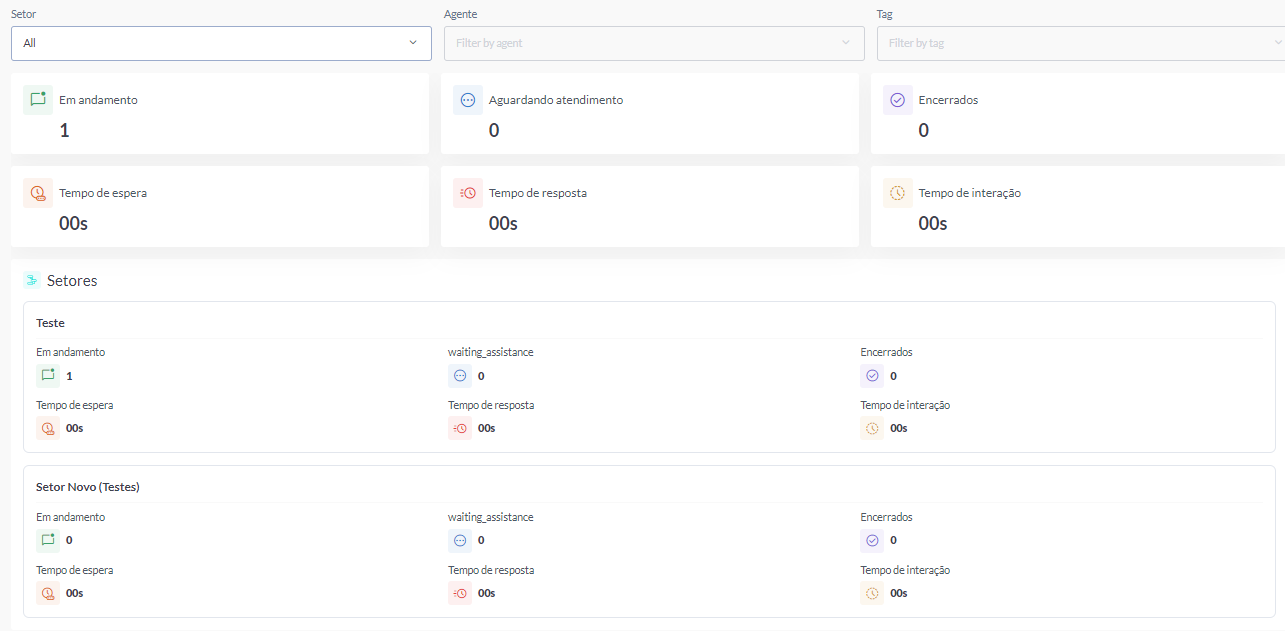 Setor Agente Tag
All Filter by agent Filter by tag
Em andamento Aguardando atendimento Encerrados
1 0 0
Tempo de espera Tempo de resposta Tempo de interação
00s 00s 00s
Setores
Teste
Em andamento waiting_assistance Encerrados
1 0 0
Tempo de espera Tempo de resposta Tempo de interação
00s 00s 00s
Setor Novo (Testes)
Em andamento waiting_assistance Encerrados
0 0 0
Tempo de espera Tempo de resposta Tempo de interação
00s 00s 00s